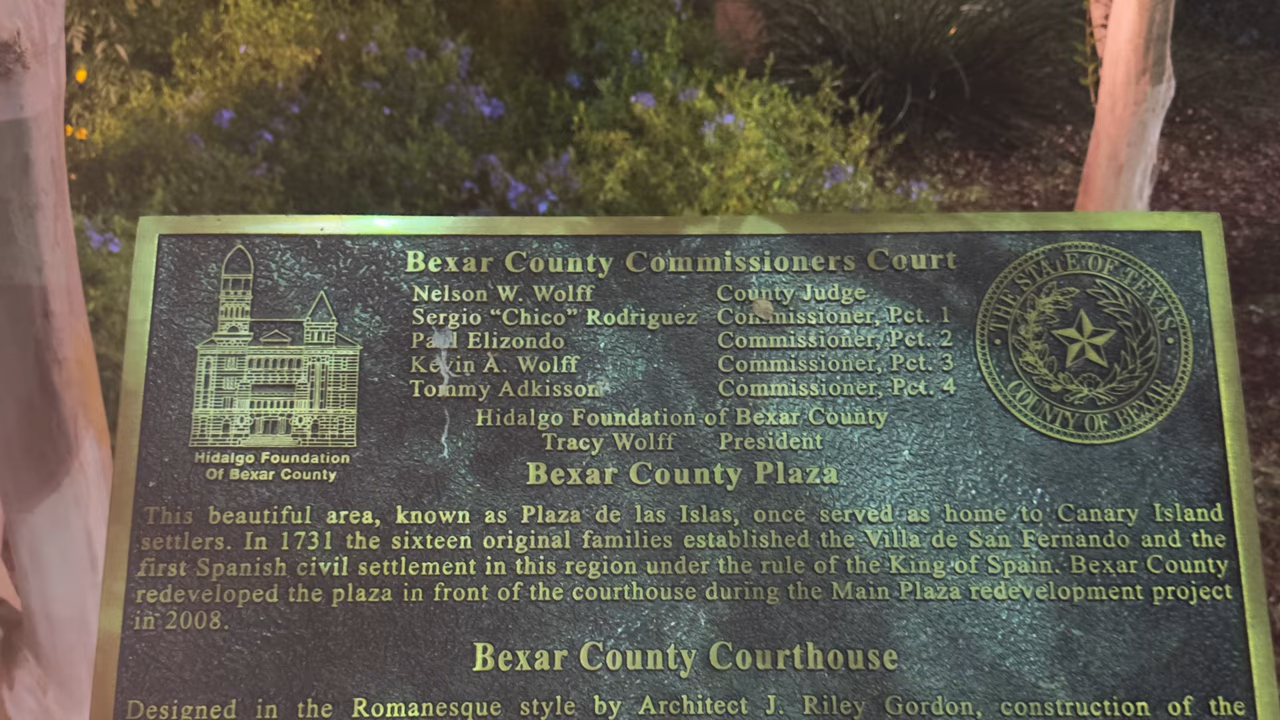 Bexar County Commissioners Court
Nelson W. Wolff County Judge
Sergio “Chico” Rodriguez Commissioner, Pct. 1
Paul Elizondo Commissioner, Pct. 2
Kevin A. Wolff Commissioner, Pct. 3
Tommy Adkisson Commissioner, Pct. 4
Hidalgo Foundation of Bexar County
Tracy Wolff President
Hidalgo Foundation
Of Bexar County
THE STATE OF TEXAS
COUNTY OF BEXAR
Bexar County Plaza
This beautiful area, known as Plaza de las Islas, once served as home to Canary Island
settlers. In 1731 the sixteen original families established the Villa de San Fernando and the
first Spanish civil settlement in this region under the rule of the King of Spain. Bexar County
redeveloped the plaza in front of the courthouse during the Main Plaza redevelopment project
in 2008.
Bexar County Courthouse
Designed in the Romanesque style by Architect J. Riley Gordon, construction of the